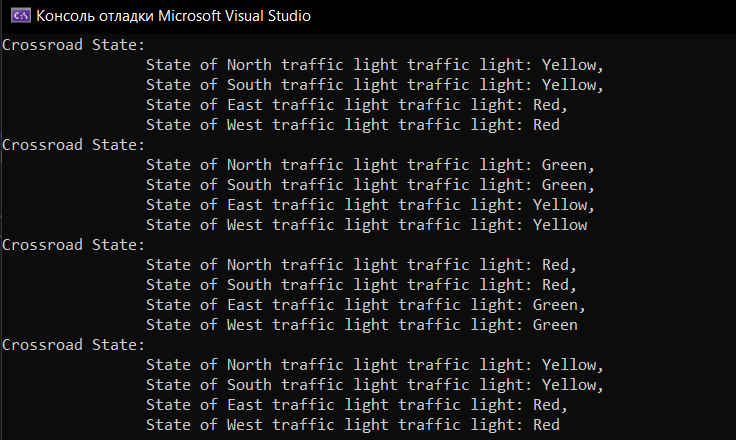 Консоль отладки Microsoft Visual Studio
Crossroad State:
State of North traffic light traffic light: Yellow,
State of South traffic light traffic light: Yellow,
State of East traffic light traffic light: Red,
State of West traffic light traffic light: Red
Crossroad State:
State of North traffic light traffic light: Green,
State of South traffic light traffic light: Green,
State of East traffic light traffic light: Yellow,
State of West traffic light traffic light: Yellow
Crossroad State:
State of North traffic light traffic light: Red,
State of South traffic light traffic light: Red,
State of East traffic light traffic light: Green,
State of West traffic light traffic light: Green
Crossroad State:
State of North traffic light traffic light: Yellow,
State of South traffic light traffic light: Yellow,
State of East traffic light traffic light: Red,
State of West traffic light traffic light: Red